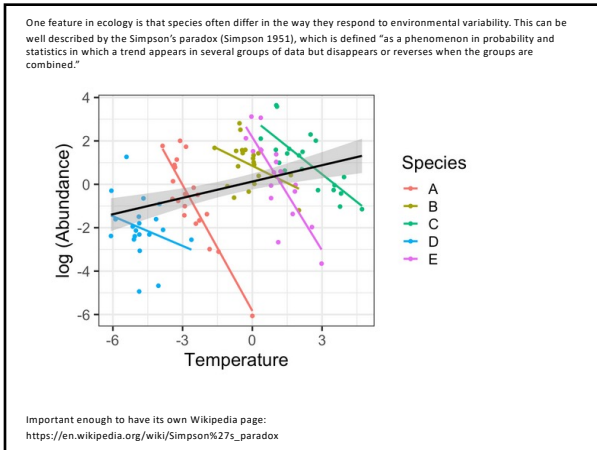 One feature in ecology is that species often differ in the way they respond to environmental variability. This can be
well described by the Simpson's paradox (Simpson 1951), which is defined "as a phenomenon in probability and
statistics in which a trend appears in several groups of data but disappears or reverses when the groups are
combined."
4
2
0
-2
-4
-6
log (Abundance)
-6
-3
0
3
Temperature
Species
A
B
C
D
E
Important enough to have its own Wikipedia page:
https://en.wikipedia.org/wiki/Simpson%27s_paradox